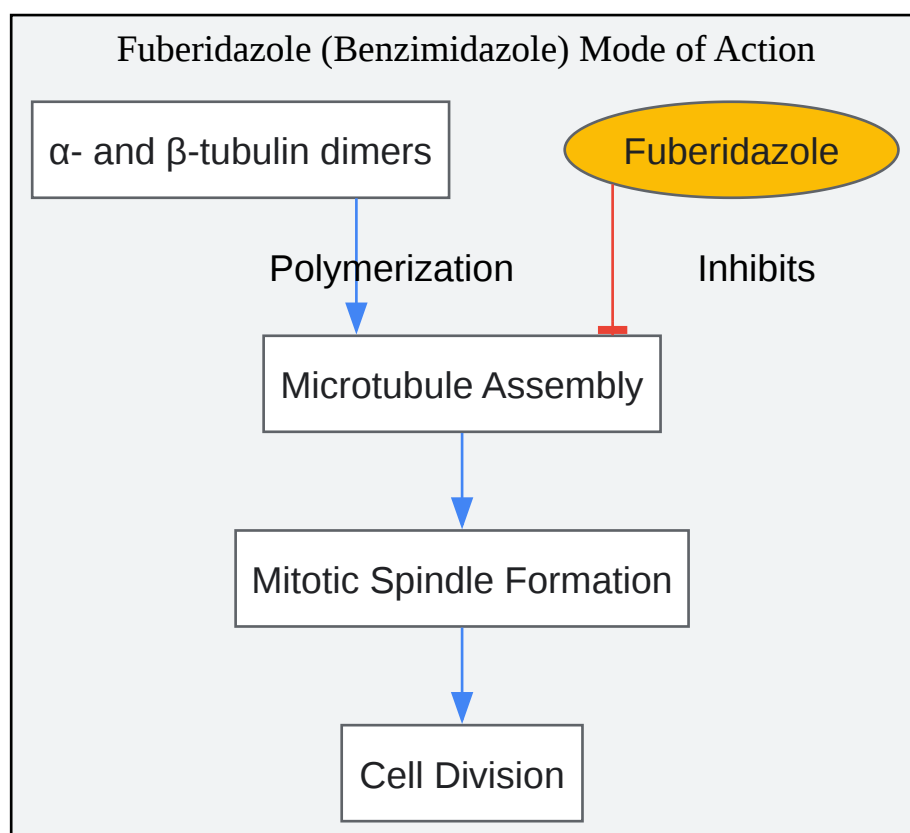 Fuberidazole (Benzimidazole) Mode of Action
α- and β-tubulin dimers
Fuberidazole
Polymerization
Inhibits
Microtubule Assembly
Mitotic Spindle Formation
Cell Division